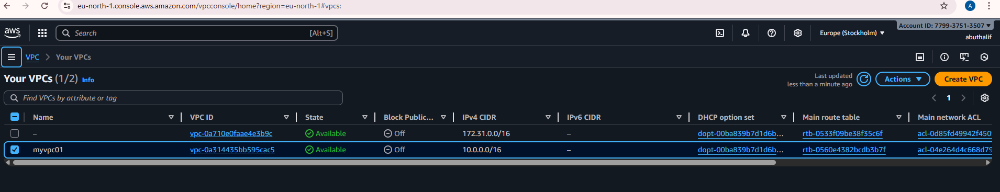 eu-north-1.console.aws.amazon.com/vpcconsole/home?region=eu-north-1#vpcs:
A
aws
Search
[Alt+S]
Europe (Stockholm)
Account ID: 7799-3751-3507
abuthalif
VPC
Your VPCs
Your VPCs (1/2) Info
Last updated
less than a minute ago
Actions
Create VPC
Find VPCs by attribute or tag
1
Name VPC ID State Block Public... IPv4 CIDR IPv6 CIDR DHCP option set Main route table Main network ACL
– vpc-0a710e0faae4e3b9c Available Off 172.31.0.0/16 – dopt-00ba839b7d1d6b... rtb-0533f09be38f35c6f acl-0d85fd49942f450
myvpc01 vpc-0a314435bb595cac5 Available Off 10.0.0.0/16 – dopt-00ba839b7d1d6b... rtb-0560e4382bcdb3b7f acl-04e264d4c668d79